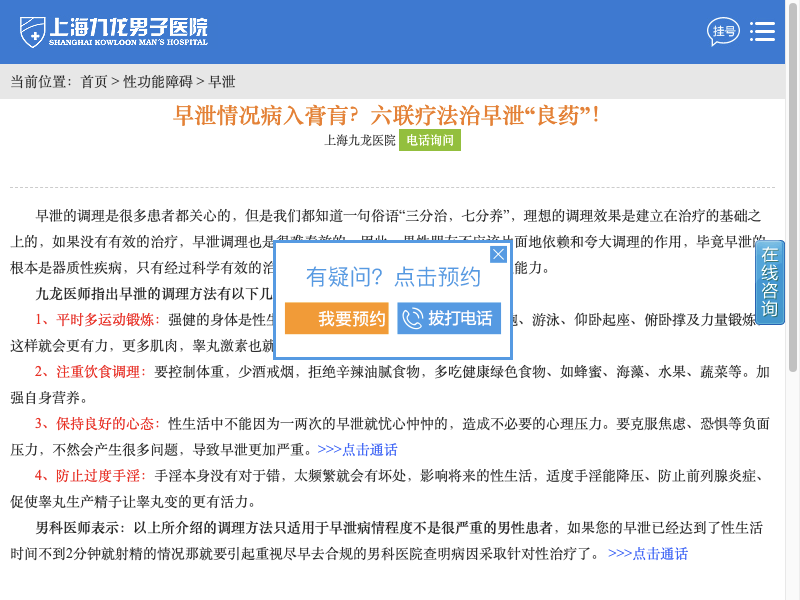 上海九龙男子医院
SHANGHAI KOWLOON MAN'S HOSPITAL
挂号
当前位置：首页 > 性功能障碍 > 早泄
早泄情况病入膏肓？六联疗法治早泄“良药”！
上海九龙医院 电话询问
早泄的调理是很多患者都关心的，但是我们都知道一句俗语“三分治，七分养”，理想的调理效果是建立在治疗的基础之
上的，如果没有有效的治疗，早泄调理也是很难奏效的。因此，男性朋友不应该片面地依赖和夸大调理的作用，毕竟早泄的
根本是器质性疾病，只有经过科学有效的治
能力。
九龙医师指出早泄的调理方法有以下几
1、平时多运动锻炼：强健的身体是性生
、游泳、仰卧起座、俯卧撑及力量锻炼
这样就会更有力，更多肌肉，睾丸激素也就
有疑问？点击预约
我要预约
拨打电话
在线咨询
2、注重饮食调理：要控制体重，少酒戒烟，拒绝辛辣油腻食物，多吃健康绿色食物、如蜂蜜、海藻、水果、蔬菜等。加
强自身营养。
3、保持良好的心态：性生活中不能因为一两次的早泄就忧心忡忡的，造成不必要的心理压力。要克服焦虑、恐惧等负面
压力，不然会产生很多问题，导致早泄更加严重。>>>点击通话
4、防止过度手淫：手淫本身没有对于错，太频繁就会有坏处，影响将来的性生活，适度手淫能降压、防止前列腺炎症、
促使睾丸生产精子让睾丸变的更有活力。
男科医师表示：以上所介绍的调理方法只适用于早泄病情程度不是很严重的男性患者，如果您的早泄已经达到了性生活
时间不到2分钟就射精的情况那就要引起重视尽早去合规的男科医院查明病因采取针对性治疗了。 >>>点击通话